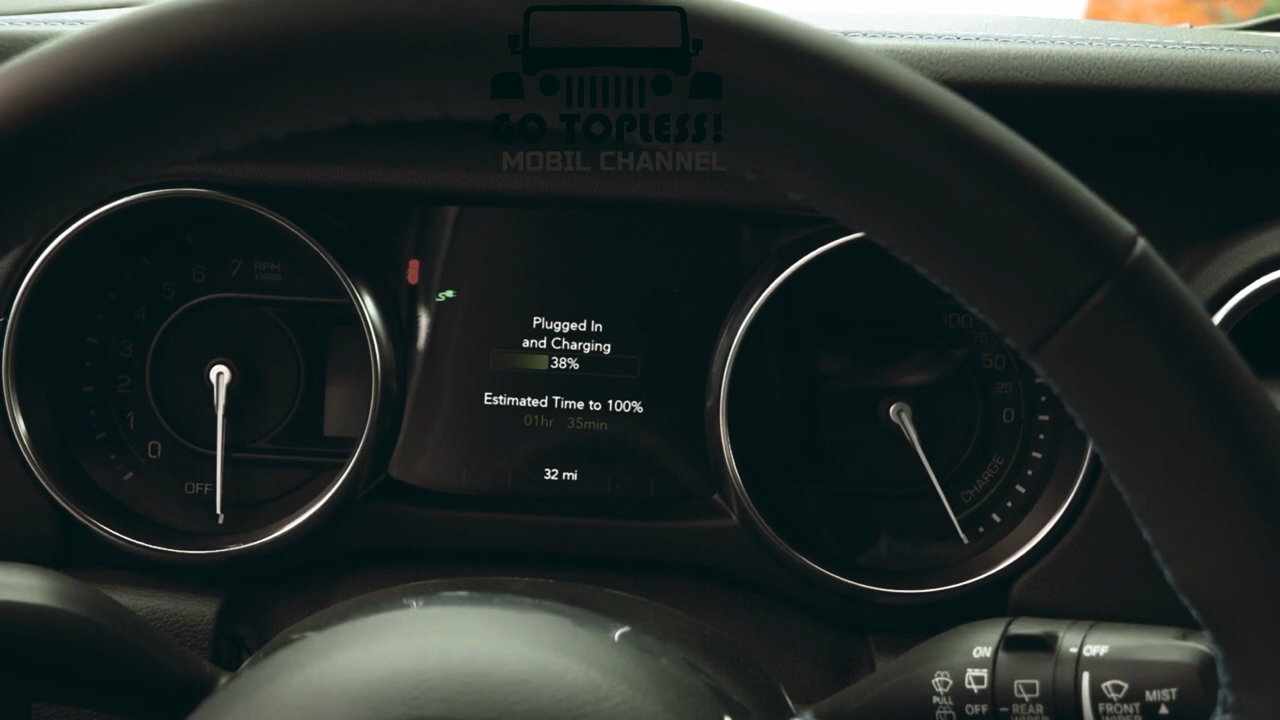 GO TOPLESS!
MOBIL CHANNEL
7 RPM
x1000
6
5
4
3
2
1
0
OFF
Plugged In
and Charging
38%
Estimated Time to 100%
01hr 35min
32 mi
100
50
25
0
CHARGE
ON
OFF
PULL
OFF
REAR
WIPER
FRONT
WIPER
MIST